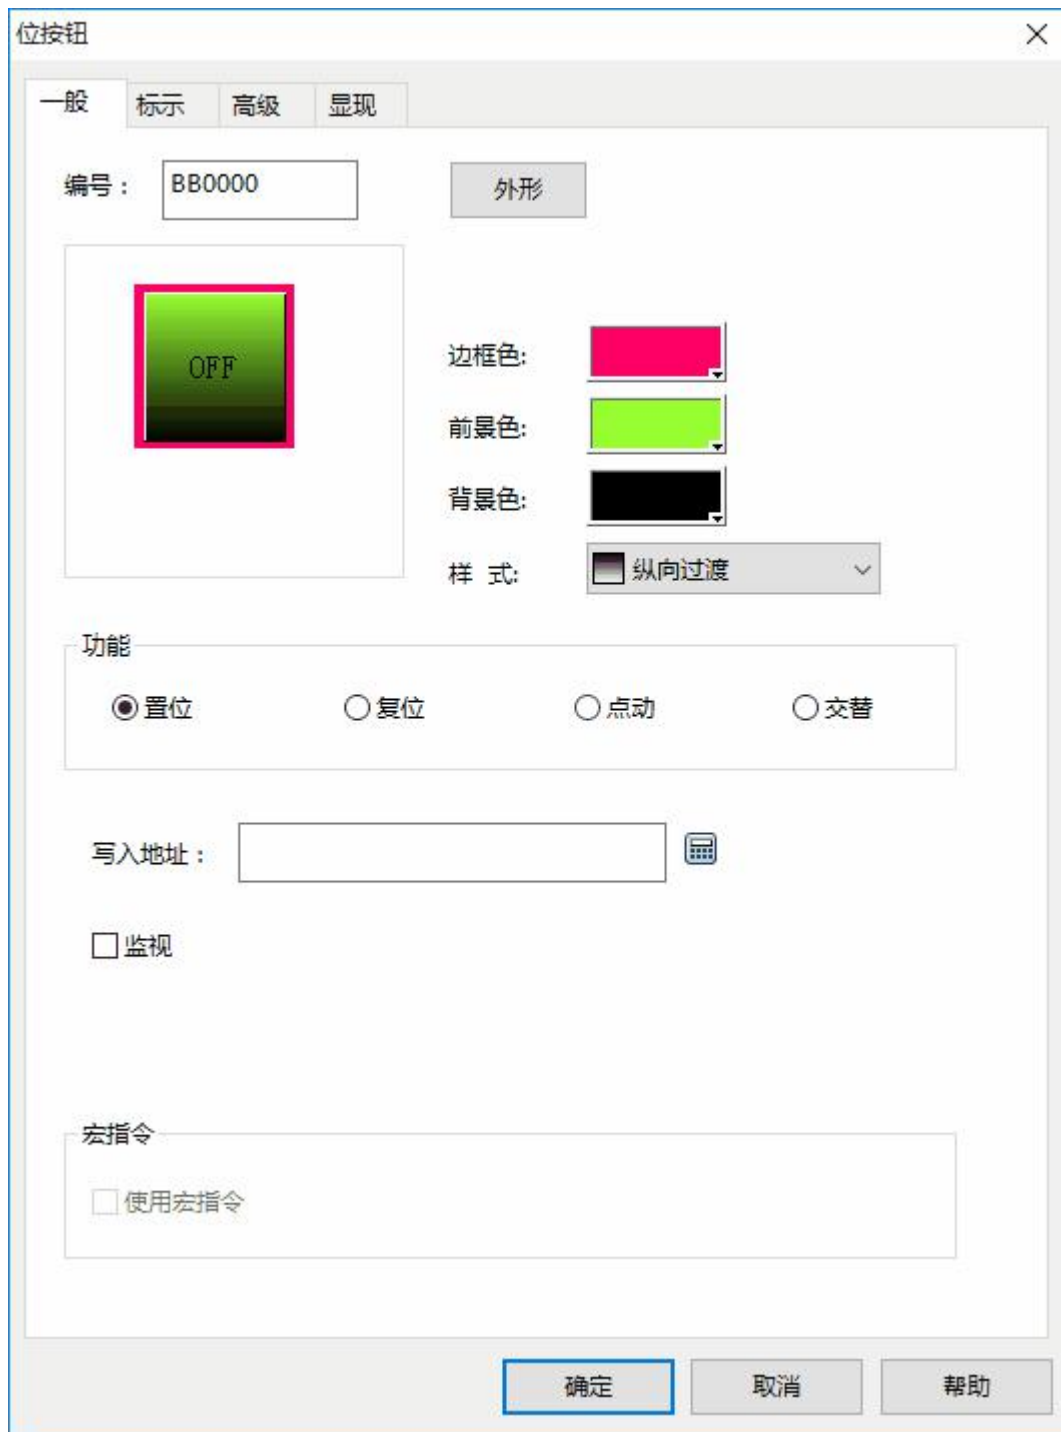 位按钮
一般 标示 高级 显现
编号： BB0000 外形
OFF
边框色:
前景色:
背景色:
样 式: 纵向过渡
功能
置位 复位 点动 交替
写入地址：
监视
宏指令
使用宏指令
确定 取消 帮助